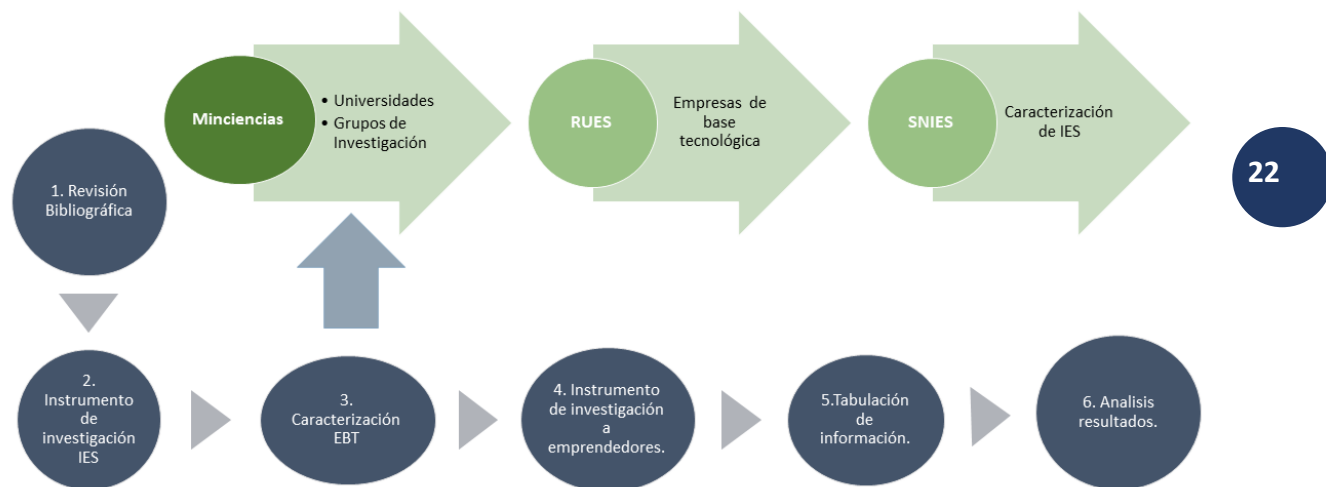 Minciencias
• Universidades
• Grupos de
Investigación
RUES
Empresas de
base
tecnológica
SNIES
Caracterización
de IES
22
1. Revisión
Bibliográfica
2.
Instrumento
de
investigación
IES
3.
Caracterización
EBT
4. Instrumento
de investigación
a
emprendedores.
5.Tabulación
de
información.
6. Analisis
resultados.